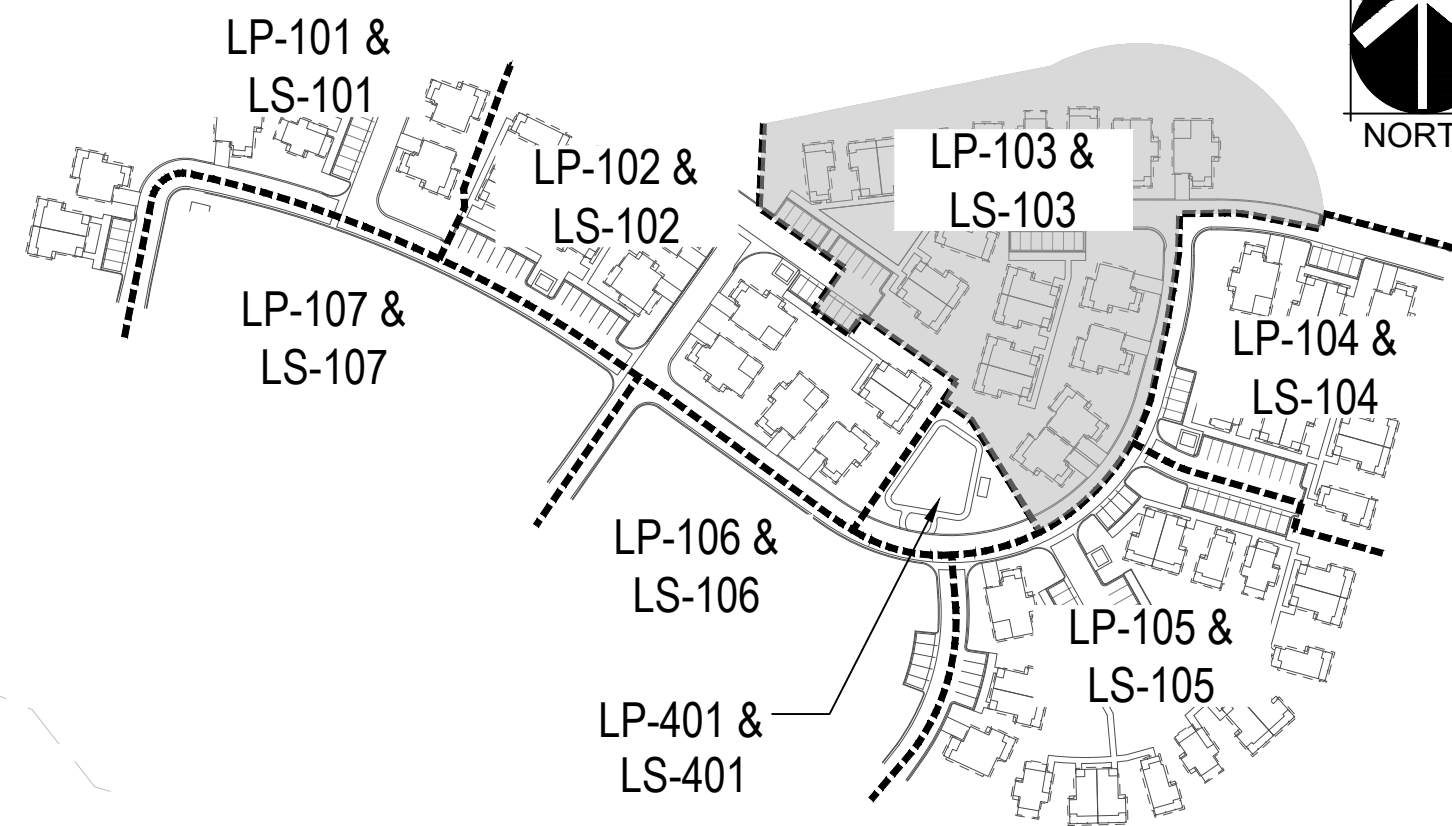 LP-101 &
LS-101
NORT
LP-102 &
LS-102
LP-103 &
LS-103
LP-107 &
LS-107
LP-104 &
LS-104
LP-106 &
LS-106
LP-105 &
LS-105
LP-401 &
LS-401